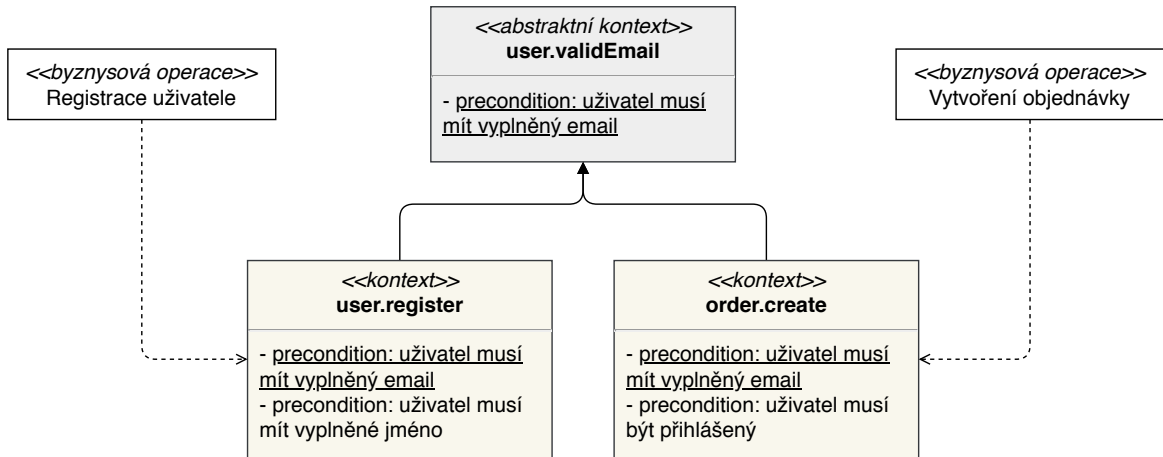 <<abstraktní kontext>>
user.validEmail
- precondition: uživatel musí
mít vyplněný email
<<byznysová operace>>
Registrace uživatele
<<byznysová operace>>
Vytvoření objednávky
<<kontext>>
user.register
- precondition: uživatel musí
mít vyplněný email
- precondition: uživatel musí
mít vyplněné jméno
<<kontext>>
order.create
- precondition: uživatel musí
mít vyplněný email
- precondition: uživatel musí
být přihlášený